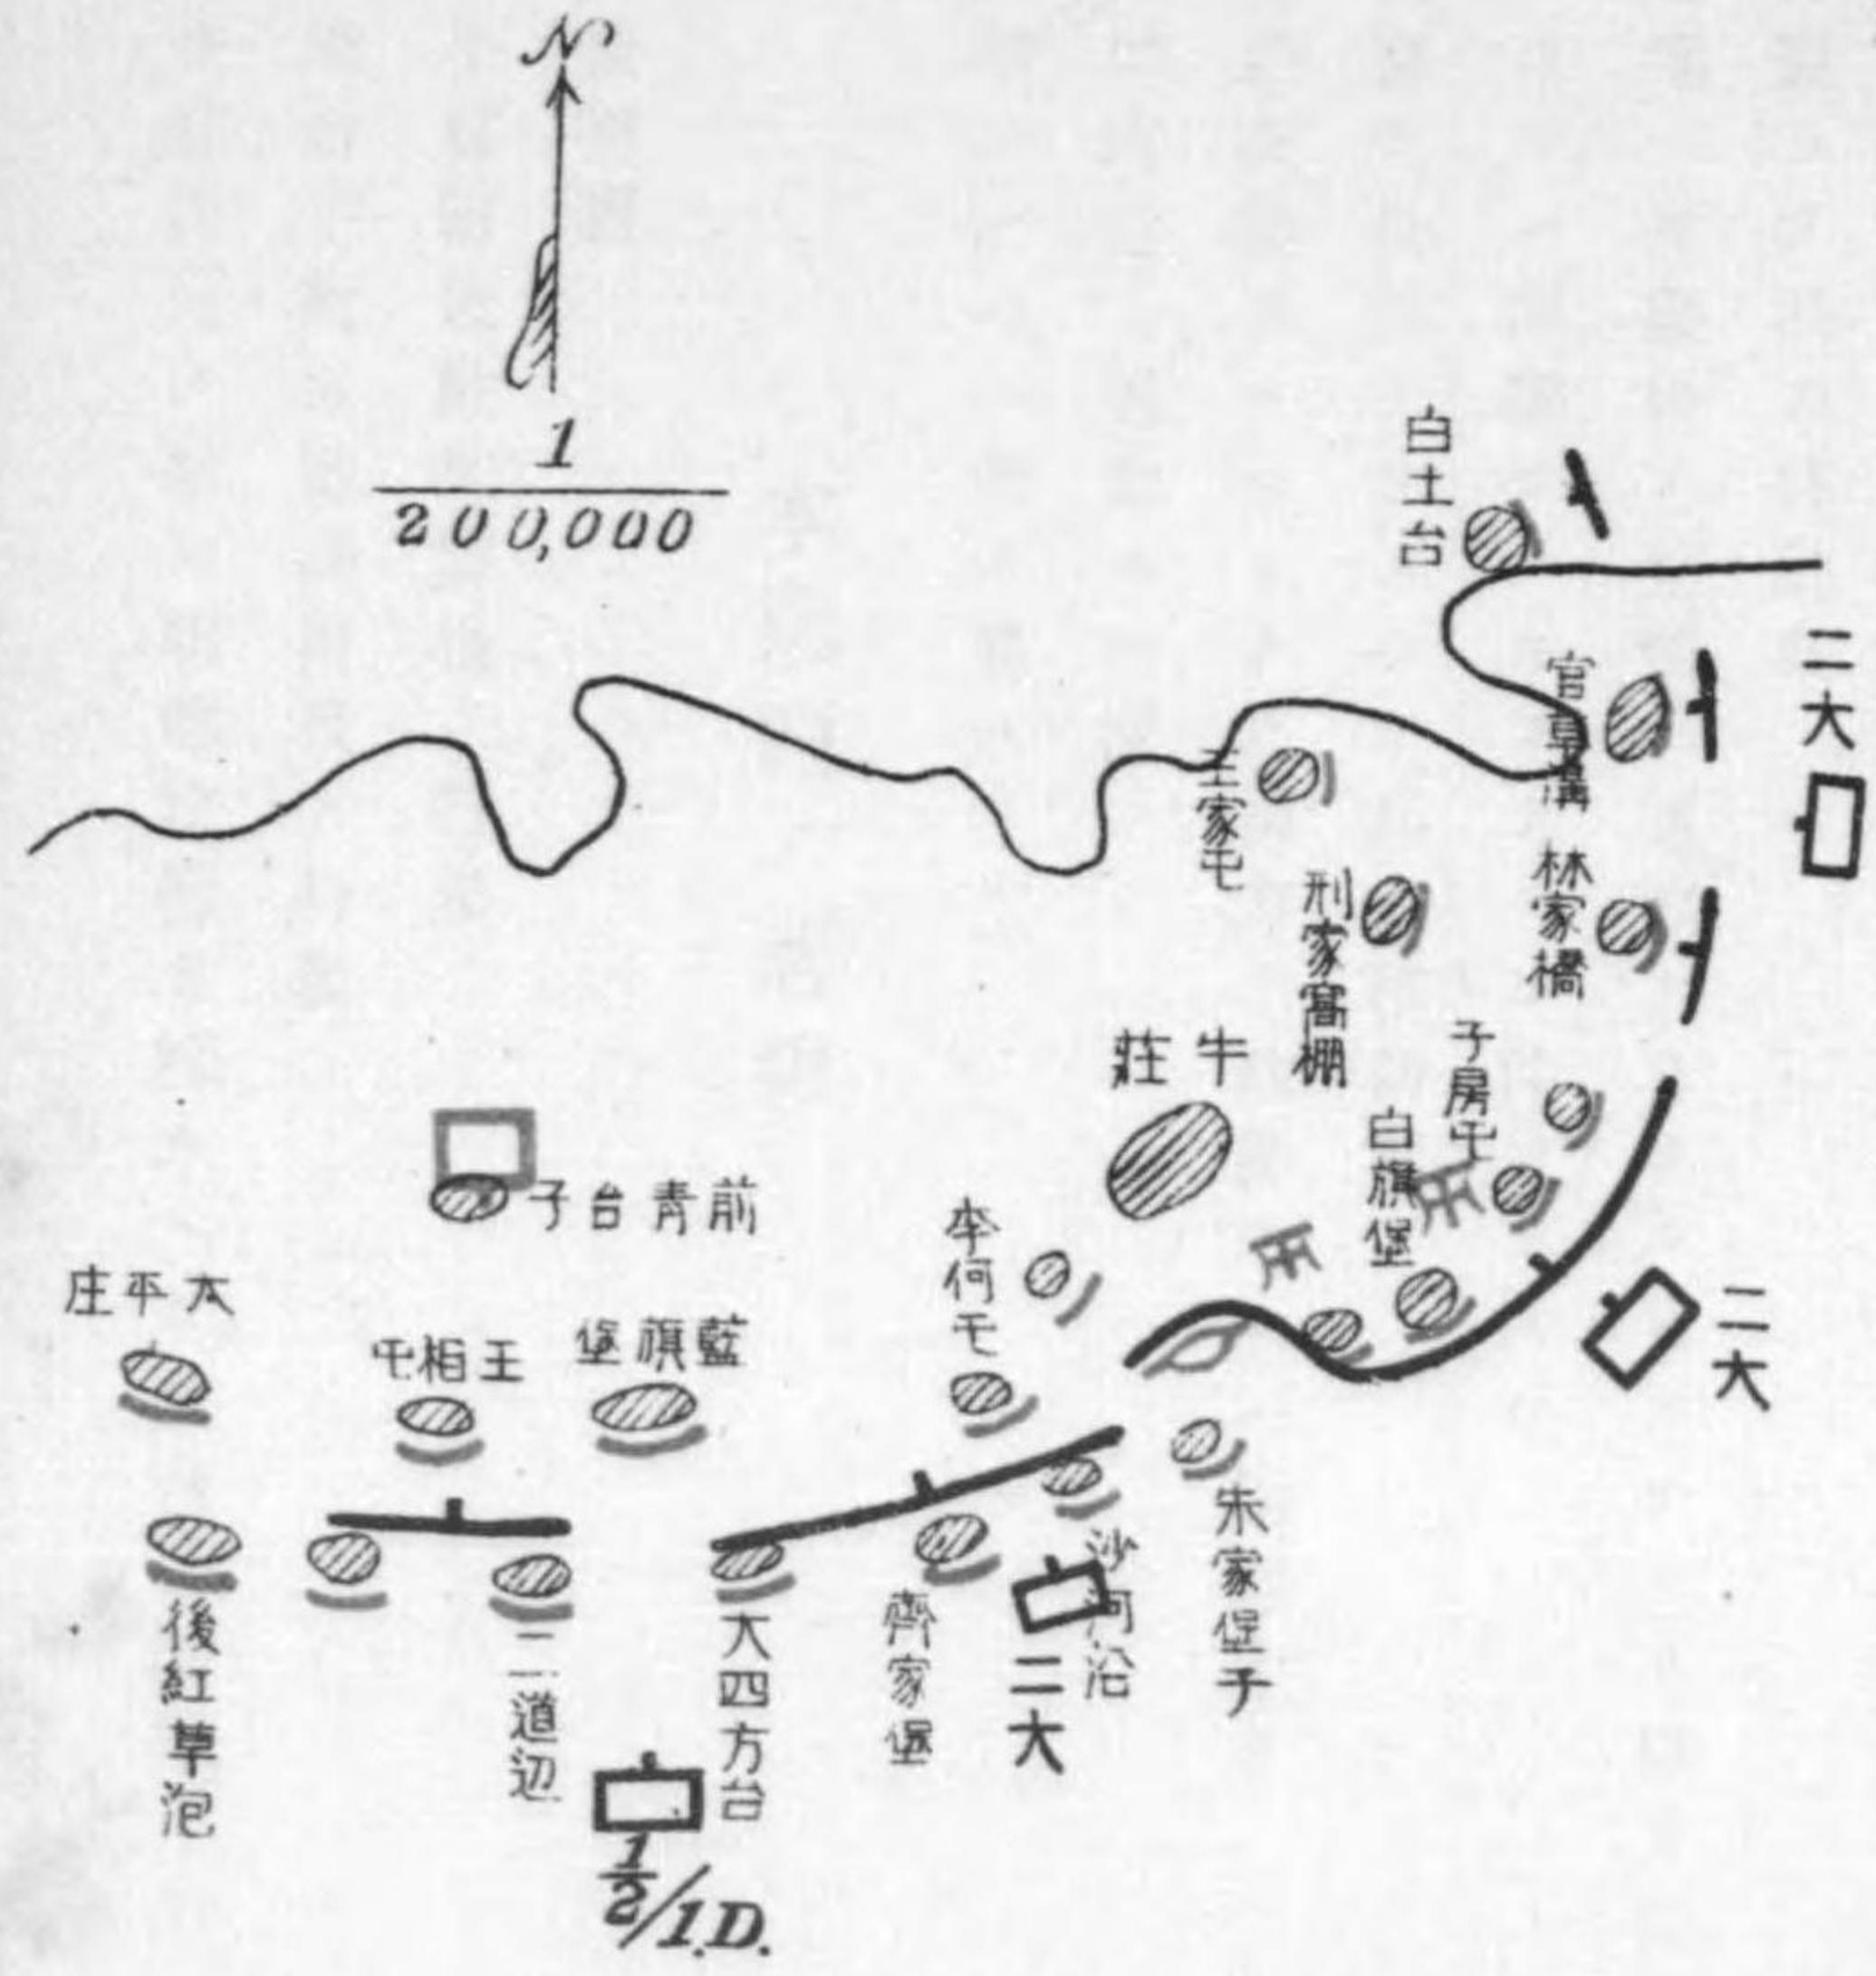 N
1
200,000
白土台
二大
官草溝
王家屯
林家橋
刑家窩棚
牛莊
子房屯
白旗堡
前青台子
李何屯
大平庄
王相屯
藍旗堡
二大
朱家堡子
沙河沿
二大
齊家堡
大四方台
二道辺
後紅草泡
1
2/1.D.